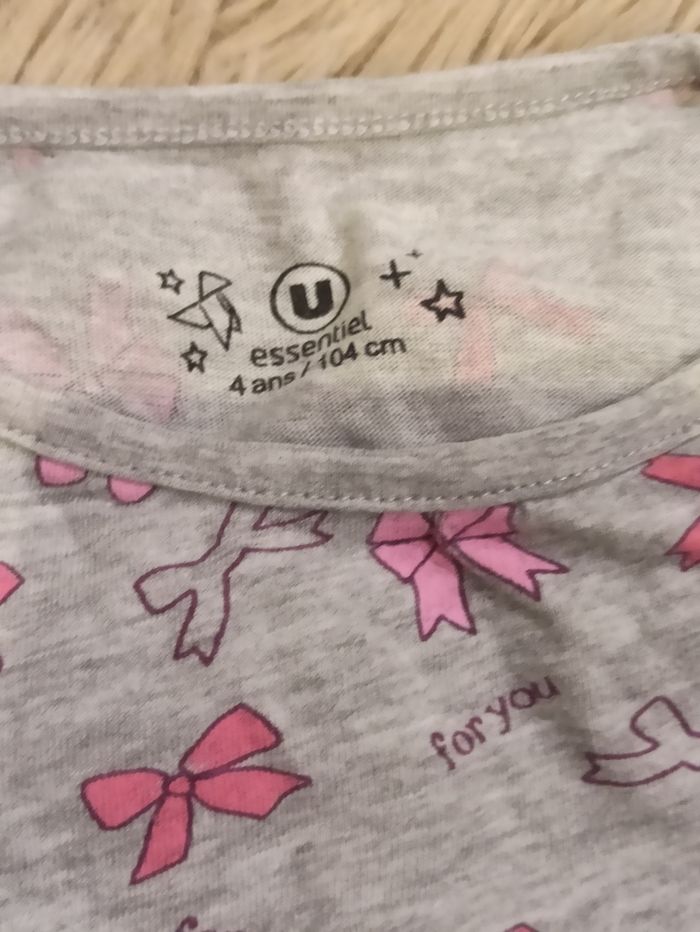 U
essentiel
4 ans / 104 cm
for you